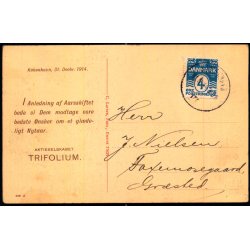 København, 31. Decbr. 1914.
I Anledning af Aarsskiftet
bede vi Dem modtage vore
bedste Ønsker om et glæde-
ligt Nytaar.
AKTIESELSKABET
TRIFOLIUM.
DANMARK
4
Herr
J. Nielsen,
Faxemosegaard,
Græsted